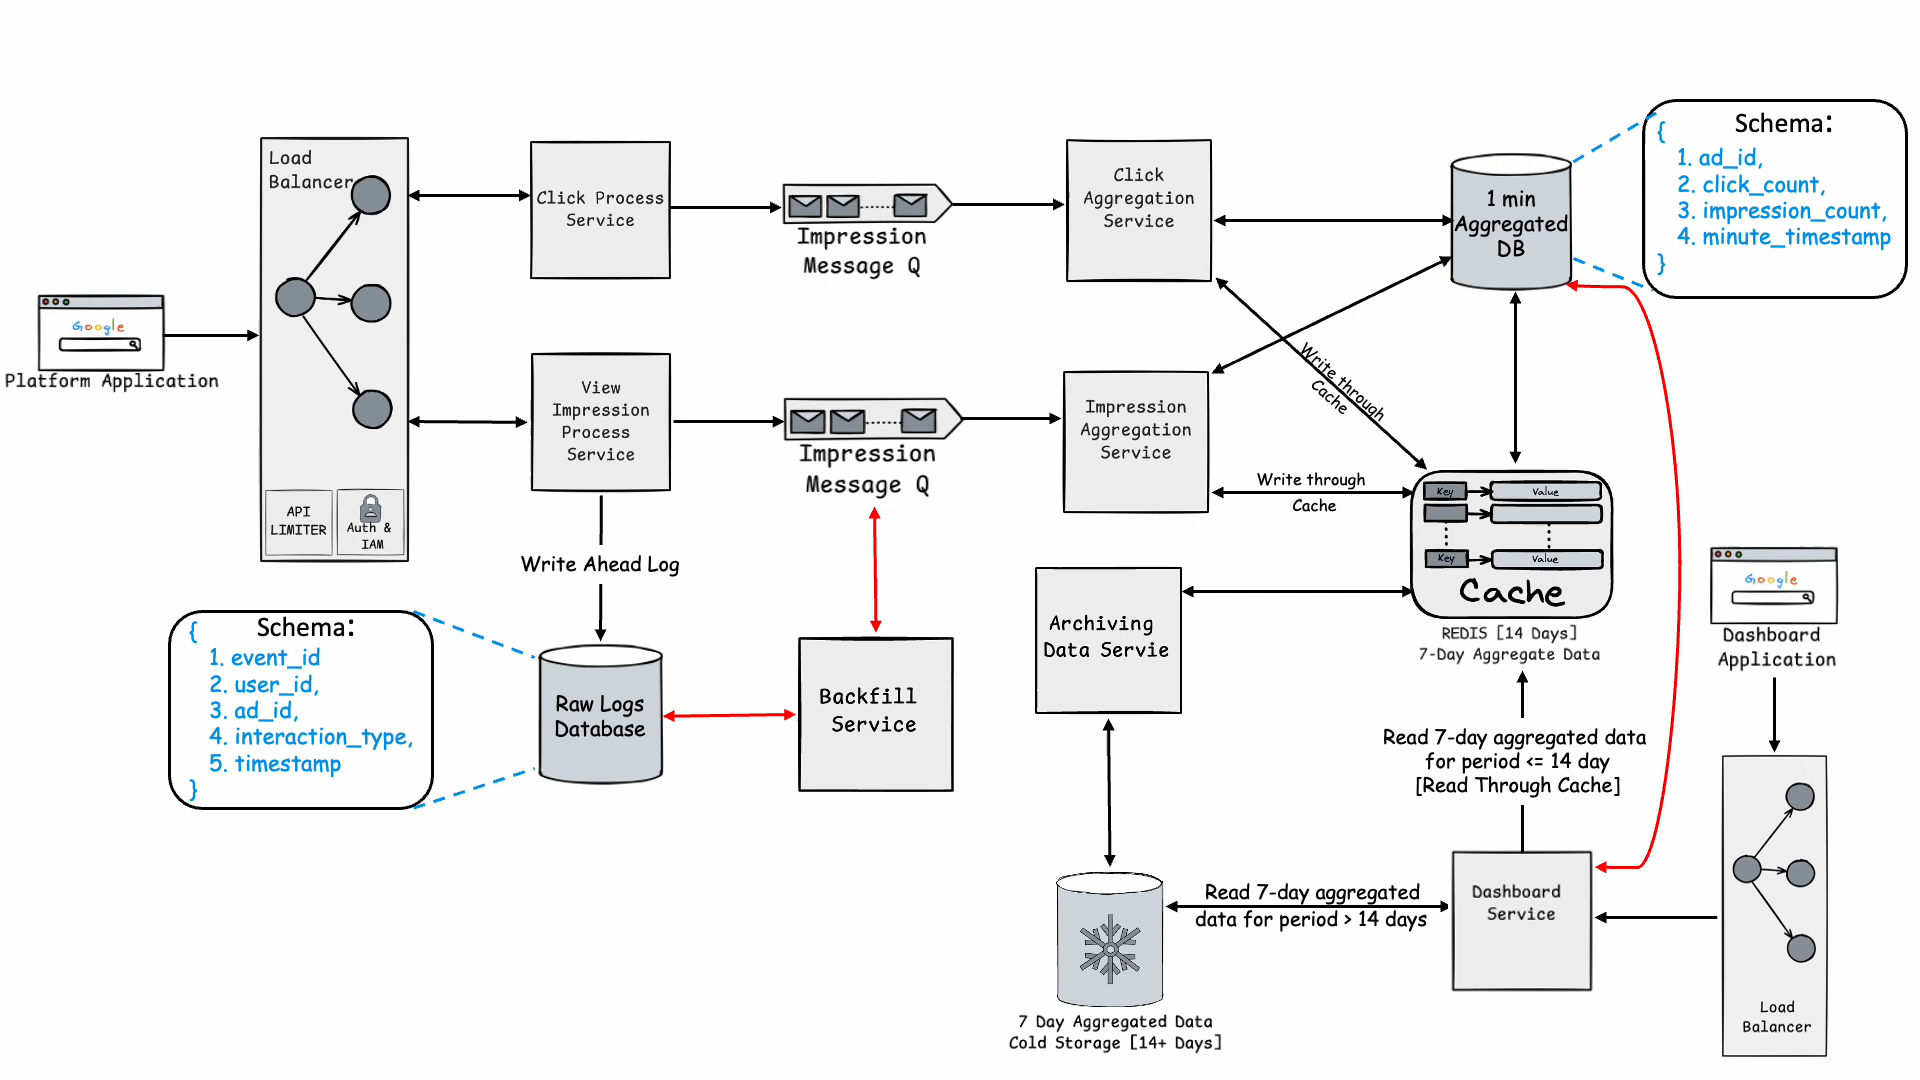 Google
Platform Application
Load
Balancer
API
LIMITER
Auth &
IAM
Click Process
Service
View
Impression
Process
Service
Write Ahead Log
Schema:
{
1. event_id
2. user_id,
3. ad_id,
4. interaction_type,
5. timestamp
}
Raw Logs
Database
Impression
Message Q
Impression
Message Q
Backfill
Service
Click
Aggregation
Service
Impression
Aggregation
Service
Write through
Cache
Write through
Cache
1 min
Aggregated
DB
Schema:
{
1. ad_id,
2. click_count,
3. impression_count,
4. minute_timestamp
}
Key
Value
Key
Value
Cache
REDIS [14 Days]
7-Day Aggregate Data
Archiving
Data Servie
Read 7-day aggregated data
for period <= 14 day
[Read Through Cache]
7 Day Aggregated Data
Cold Storage [14+ Days]
Read 7-day aggregated
data for period > 14 days
Dashboard
Service
Google
Dashboard
Application
Load
Balancer